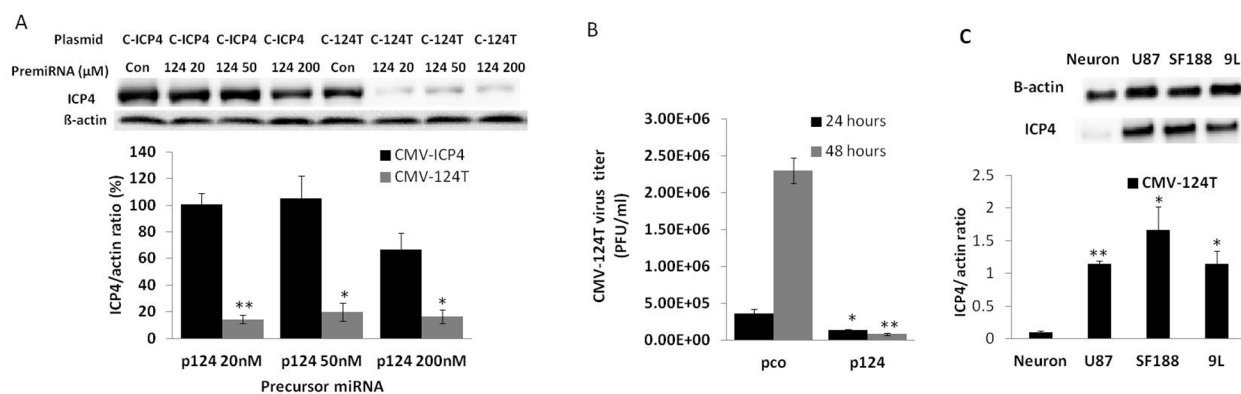 A
Plasmid C-ICP4 C-ICP4 C-ICP4 C-ICP4 C-124T C-124T C-124T C-124T
PremiRNA (µM) Con 124 20 124 50 124 200 Con 124 20 124 50 124 200
ICP4
ß-actin
ICP4/actin ratio (%)
140
120
100
80
60
40
20
0
CMV-ICP4
CMV-124T
** * *
p124 20nM p124 50nM p124 200nM
Precursor miRNA
B
CMV-124T virus titer
(PFU/ml)
3.00E+06
2.50E+06
2.00E+06
1.50E+06
1.00E+06
5.00E+05
0.00E+00
24 hours
48 hours
* **
pco p124
C
Neuron U87 SF188 9L
B-actin
ICP4
ICP4/ actin ratio
2.5
2
1.5
1
0.5
0
CMV-124T
** * *
Neuron U87 SF188 9L